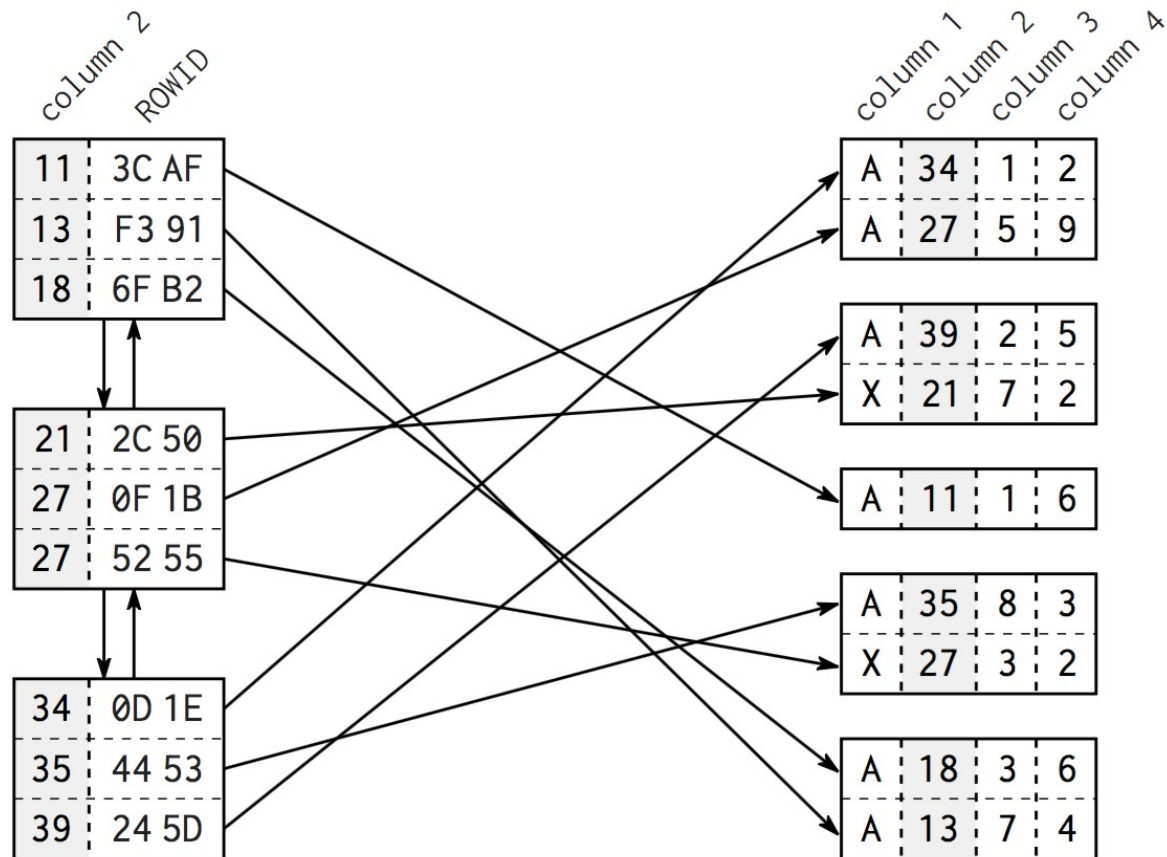 column 2 ROWID
11 3C AF
13 F3 91
18 6F B2
21 2C 50
27 0F 1B
27 52 55
34 0D 1E
35 44 53
39 24 5D
column 1 column 2 column 3 column 4
A 34 1 2
A 27 5 9
A 39 2 5
X 21 7 2
A 11 1 6
A 35 8 3
X 27 3 2
A 18 3 6
A 13 7 4